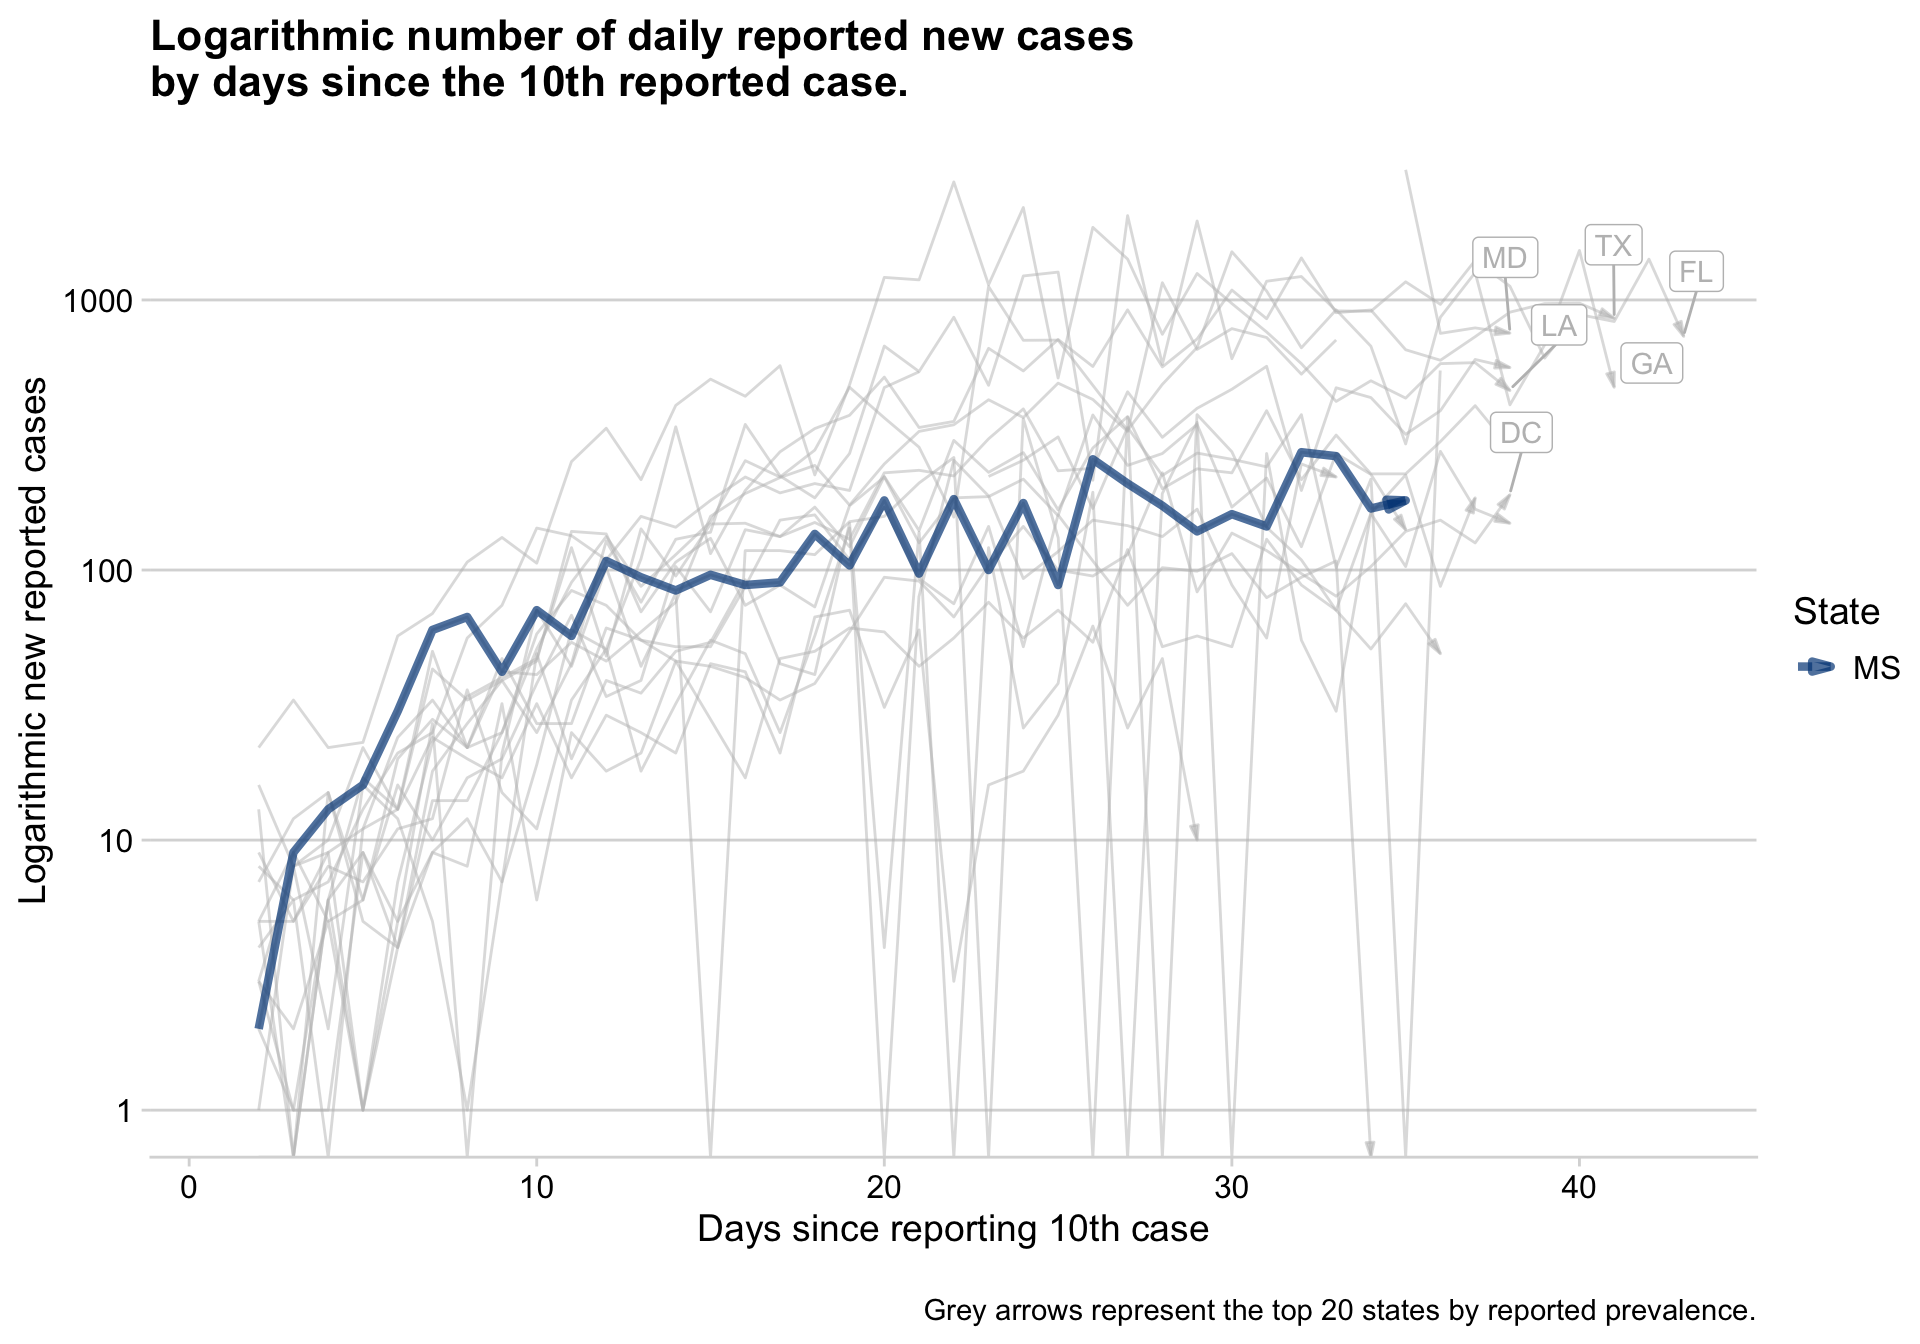 Logarithmic number of daily reported new cases
by days since the 10th reported case.
Logarithmic new reported cases
1000
100
10
1
MD
TX
FL
LA
GA
DC
State
MS
0
10
20
30
40
Days since reporting 10th case
Grey arrows represent the top 20 states by reported prevalence.